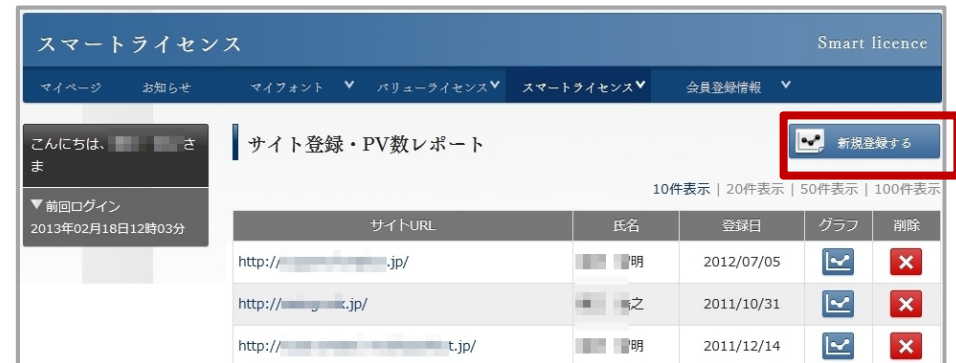 スマートライセンス
Smart licence
マイページ お知らせ マイフォント バリューライセンス スマートライセンス 会員登録情報
こんにちは、 さ
ま
▼前回ログイン
2013年02月18日12時03分
サイト登録・PV数レポート
新規登録する
10件表示 | 20件表示 | 50件表示 | 100件表示
サイトURL 氏名 登録日 グラフ 削除
http:// .jp/ 明 2012/07/05
http:// .jp/ 之 2011/10/31
http:// t.jp/ 明 2011/12/14